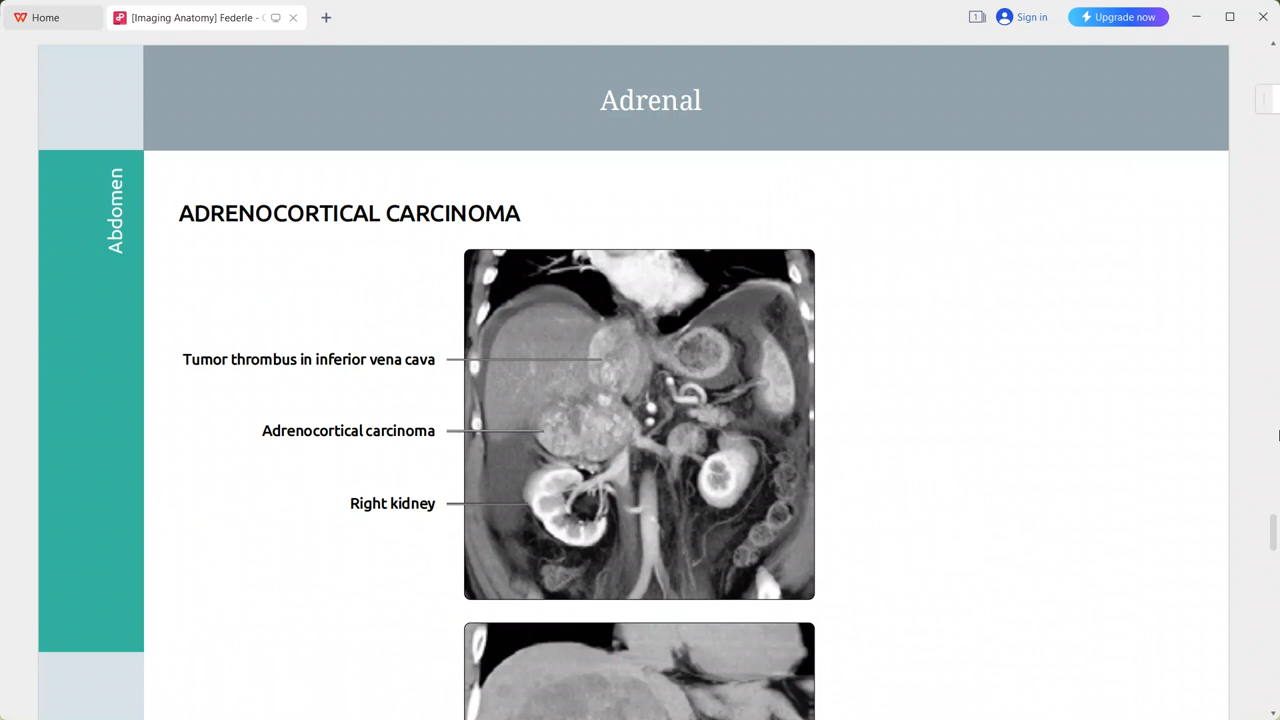 Home
[Imaging Anatomy] Federle - C
1
Sign in
Upgrade now
Adrenal
Abdomen
ADRENOCORTICAL CARCINOMA
Tumor thrombus in inferior vena cava
Adrenocortical carcinoma
Right kidney